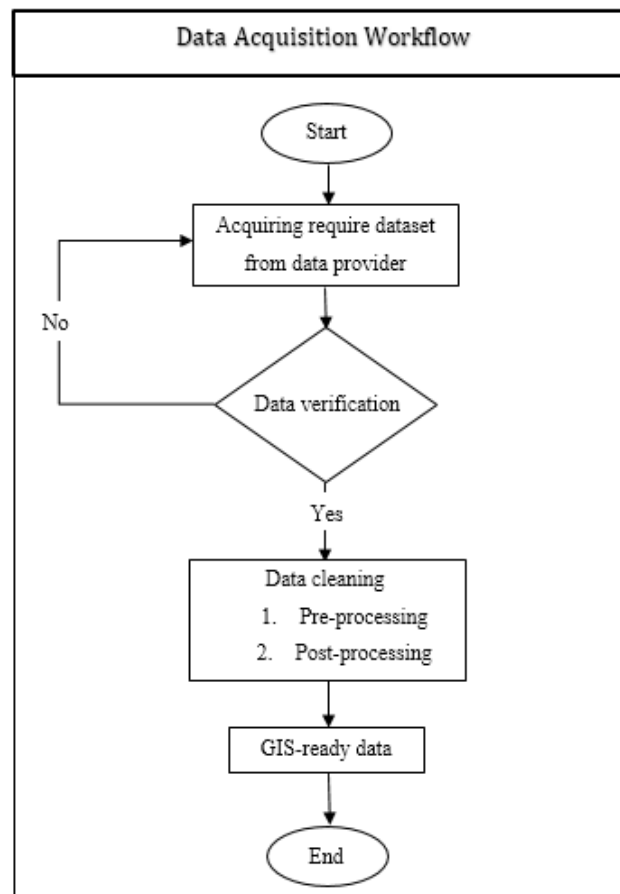 Data Acquisition Workflow
Start
Acquiring require dataset
from data provider
No
Data verification
Yes
Data cleaning
1. Pre-processing
2. Post-processing
GIS-ready data
End